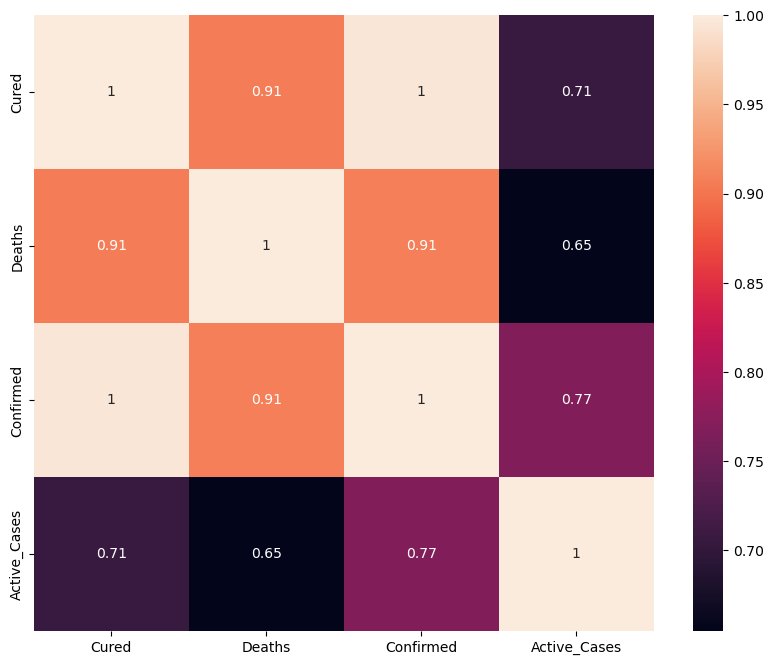 Cured 1 0.91 1 0.71
Deaths 0.91 1 0.91 0.65
Confirmed 1 0.91 1 0.77
Active_Cases 0.71 0.65 0.77 1
Cured Deaths Confirmed Active_Cases
1.00
0.95
0.90
0.85
0.80
0.75
0.70